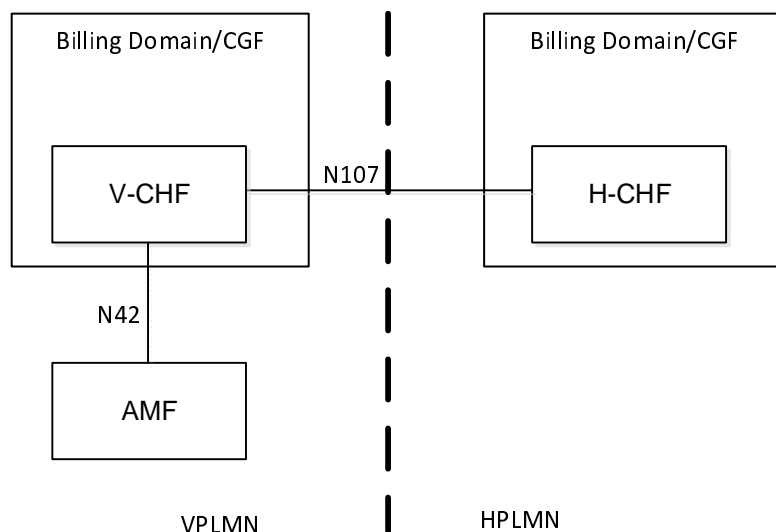 Billing Domain/CGF
Billing Domain/CGF
V-CHF
N107
H-CHF
N42
AMF
VPLMN
HPLMN